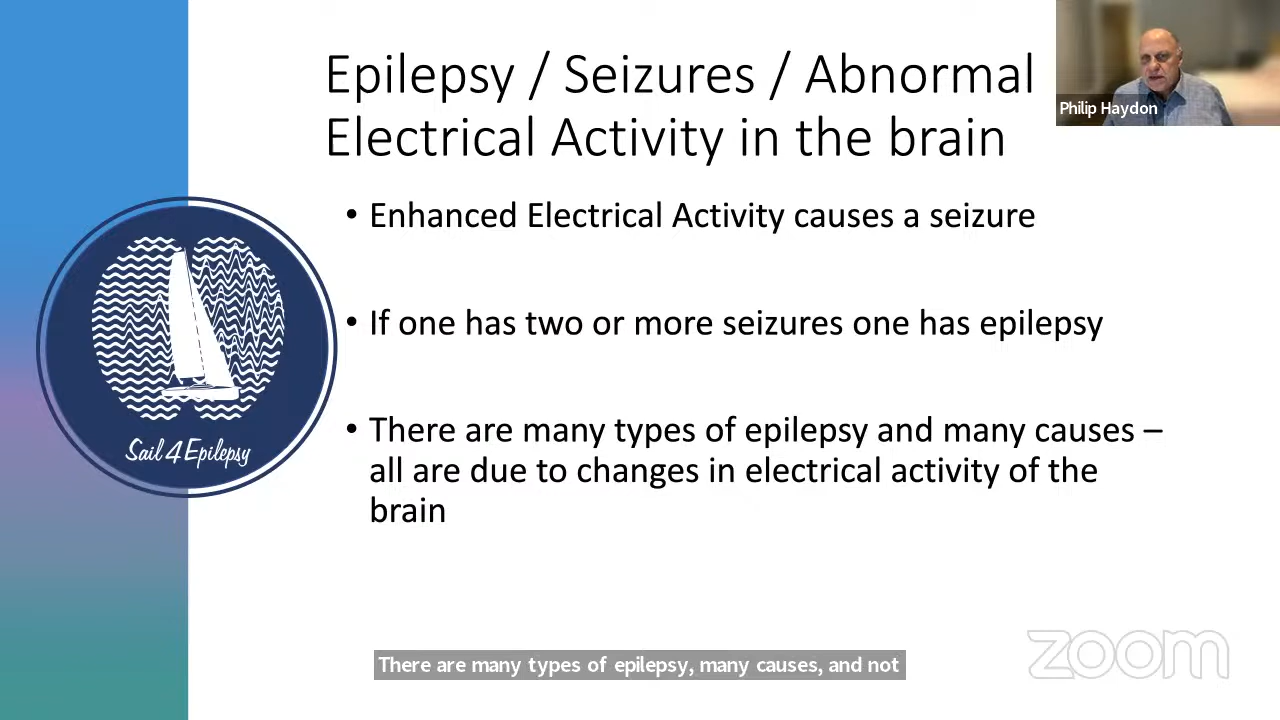 Epilepsy / Seizures / Abnormal
Electrical Activity in the brain
Philip Haydon
• Enhanced Electrical Activity causes a seizure
• If one has two or more seizures one has epilepsy
• There are many types of epilepsy and many causes –
all are due to changes in electrical activity of the
brain
Sail 4 Epilepsy
There are many types of epilepsy, many causes, and not
zoom